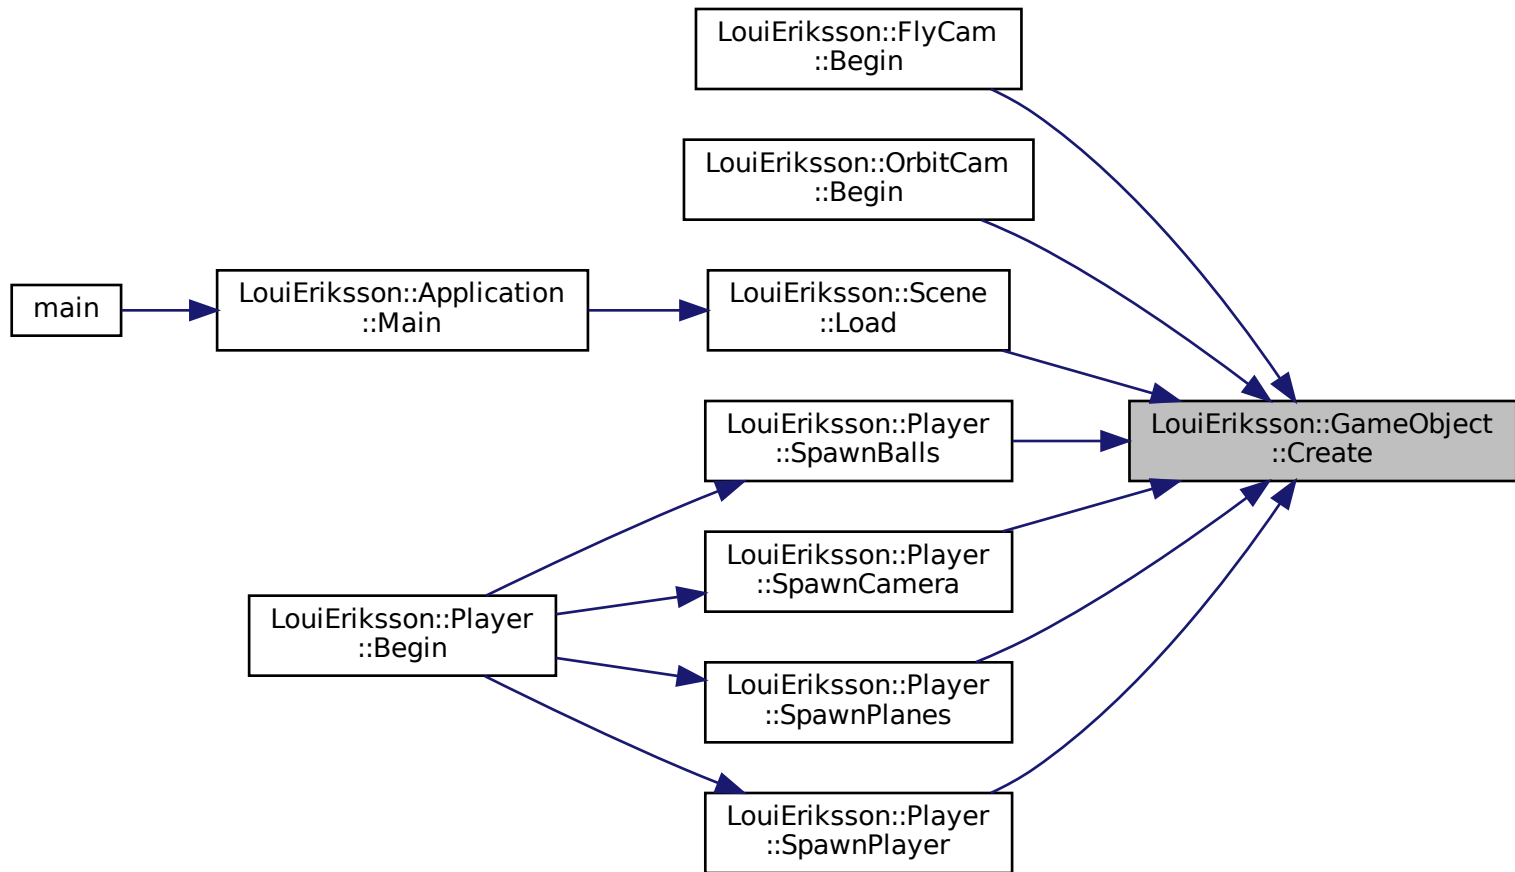 LouiEriksson::FlyCam
::Begin
LouiEriksson::OrbitCam
::Begin
main
LouiEriksson::Application
::Main
LouiEriksson::Scene
::Load
LouiEriksson::GameObject
::Create
LouiEriksson::Player
::SpawnBalls
LouiEriksson::Player
::SpawnCamera
LouiEriksson::Player
::Begin
LouiEriksson::Player
::SpawnPlanes
LouiEriksson::Player
::SpawnPlayer